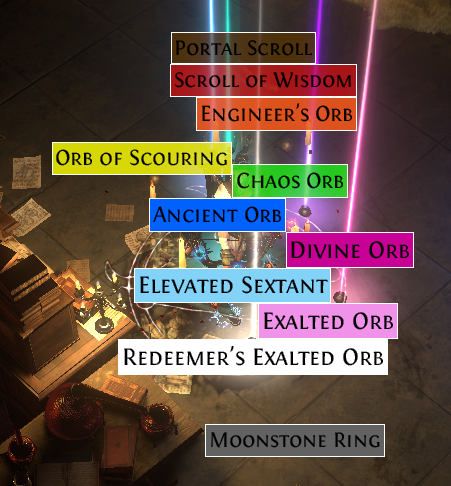 Portal Scroll
Scroll of Wisdom
Engineer's Orb
Orb of Scouring
Chaos Orb
Ancient Orb
Divine Orb
Elevated Sextant
Exalted Orb
Redeemer's Exalted Orb
Moonstone Ring